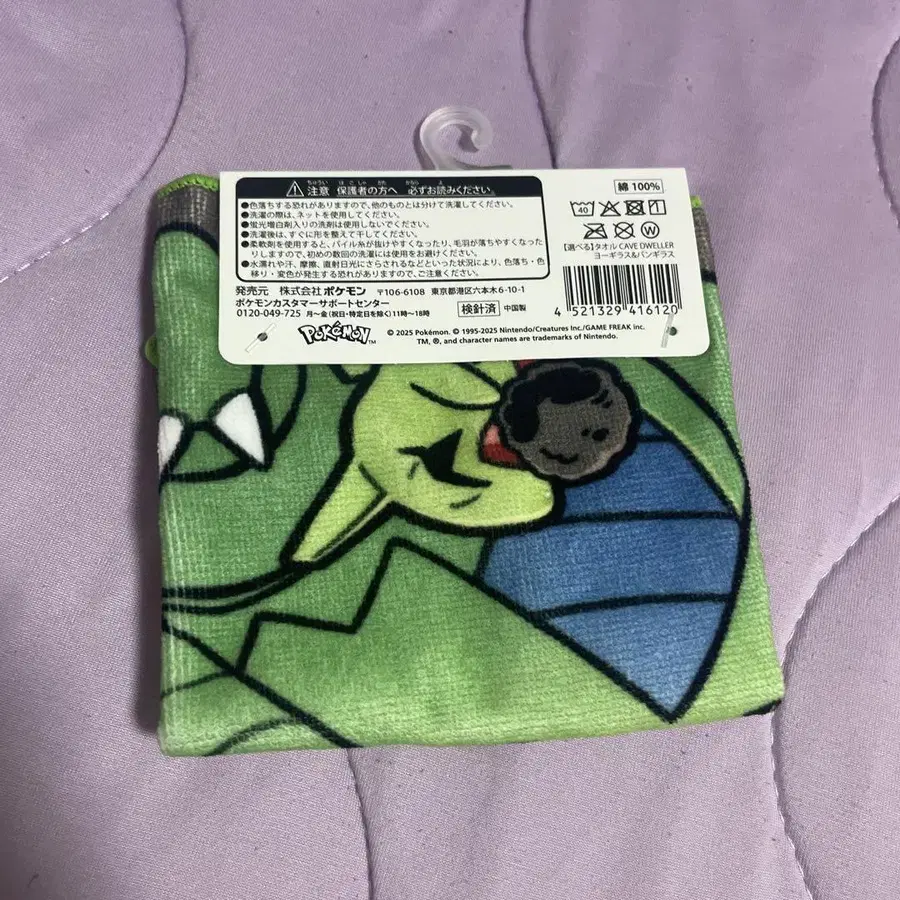 注意 保護者の方へ 必ずお読みください。
●色落ちする恐れがありますので、他のものとは分けて洗濯してください。
●洗濯の際は、ネットを使用してください。
●蛍光増白剤入りの洗剤は使用しないでください。
●洗濯後は、すぐに形を整えて干してください。
●柔軟剤を使用すると、パイル糸が抜けやすくなったり、毛羽が落ちやすくなった
りしますので、初めの数回の洗濯には使用をお避けください。
●水濡れや汗、摩擦、直射日光にさらされるなどといった状況により、色落ち・色
移り・変色が発生する恐れがありますので、ご注意ください。
発売元 株式会社ポケモン 〒106-6108 東京都港区六本木6-10-1
ポケモンカスタマーサポートセンター
0120-049-725 月〜金(祝日・特定日を除く)11時〜18時
検針済 中国製
綿 100%
40
W
【選べる】タオル CAVE DWELLER
ヨーギラス&バンギラス
4 521329 416120
Pokémon TM
© 2025 Pokémon. © 1995-2025 Nintendo/Creatures Inc./GAME FREAK inc.
TM, ®, and character names are trademarks of Nintendo.